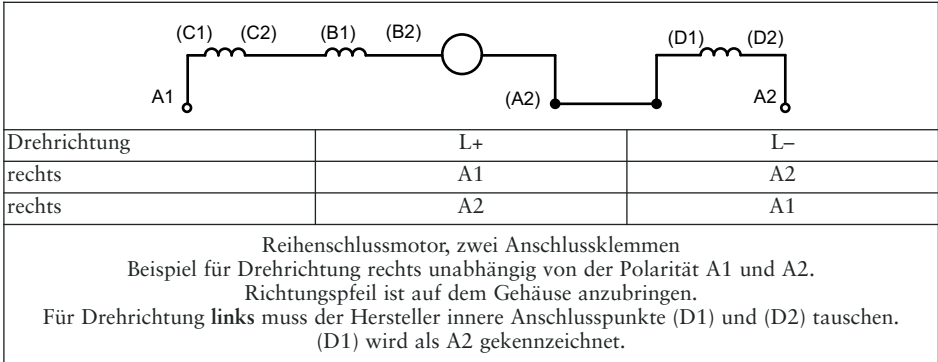 (C1) (C2) (B1) (B2) (D1) (D2)
A1 (A2) A2
Drehrichtung L+ L–
rechts A1 A2
rechts A2 A1
Reihenschlussmotor, zwei Anschlussklemmen
Beispiel für Drehrichtung rechts unabhängig von der Polarität A1 und A2.
Richtungspfeil ist auf dem Gehäuse anzubringen.
Für Drehrichtung links muss der Hersteller innere Anschlusspunkte (D1) und (D2) tauschen.
(D1) wird als A2 gekennzeichnet.